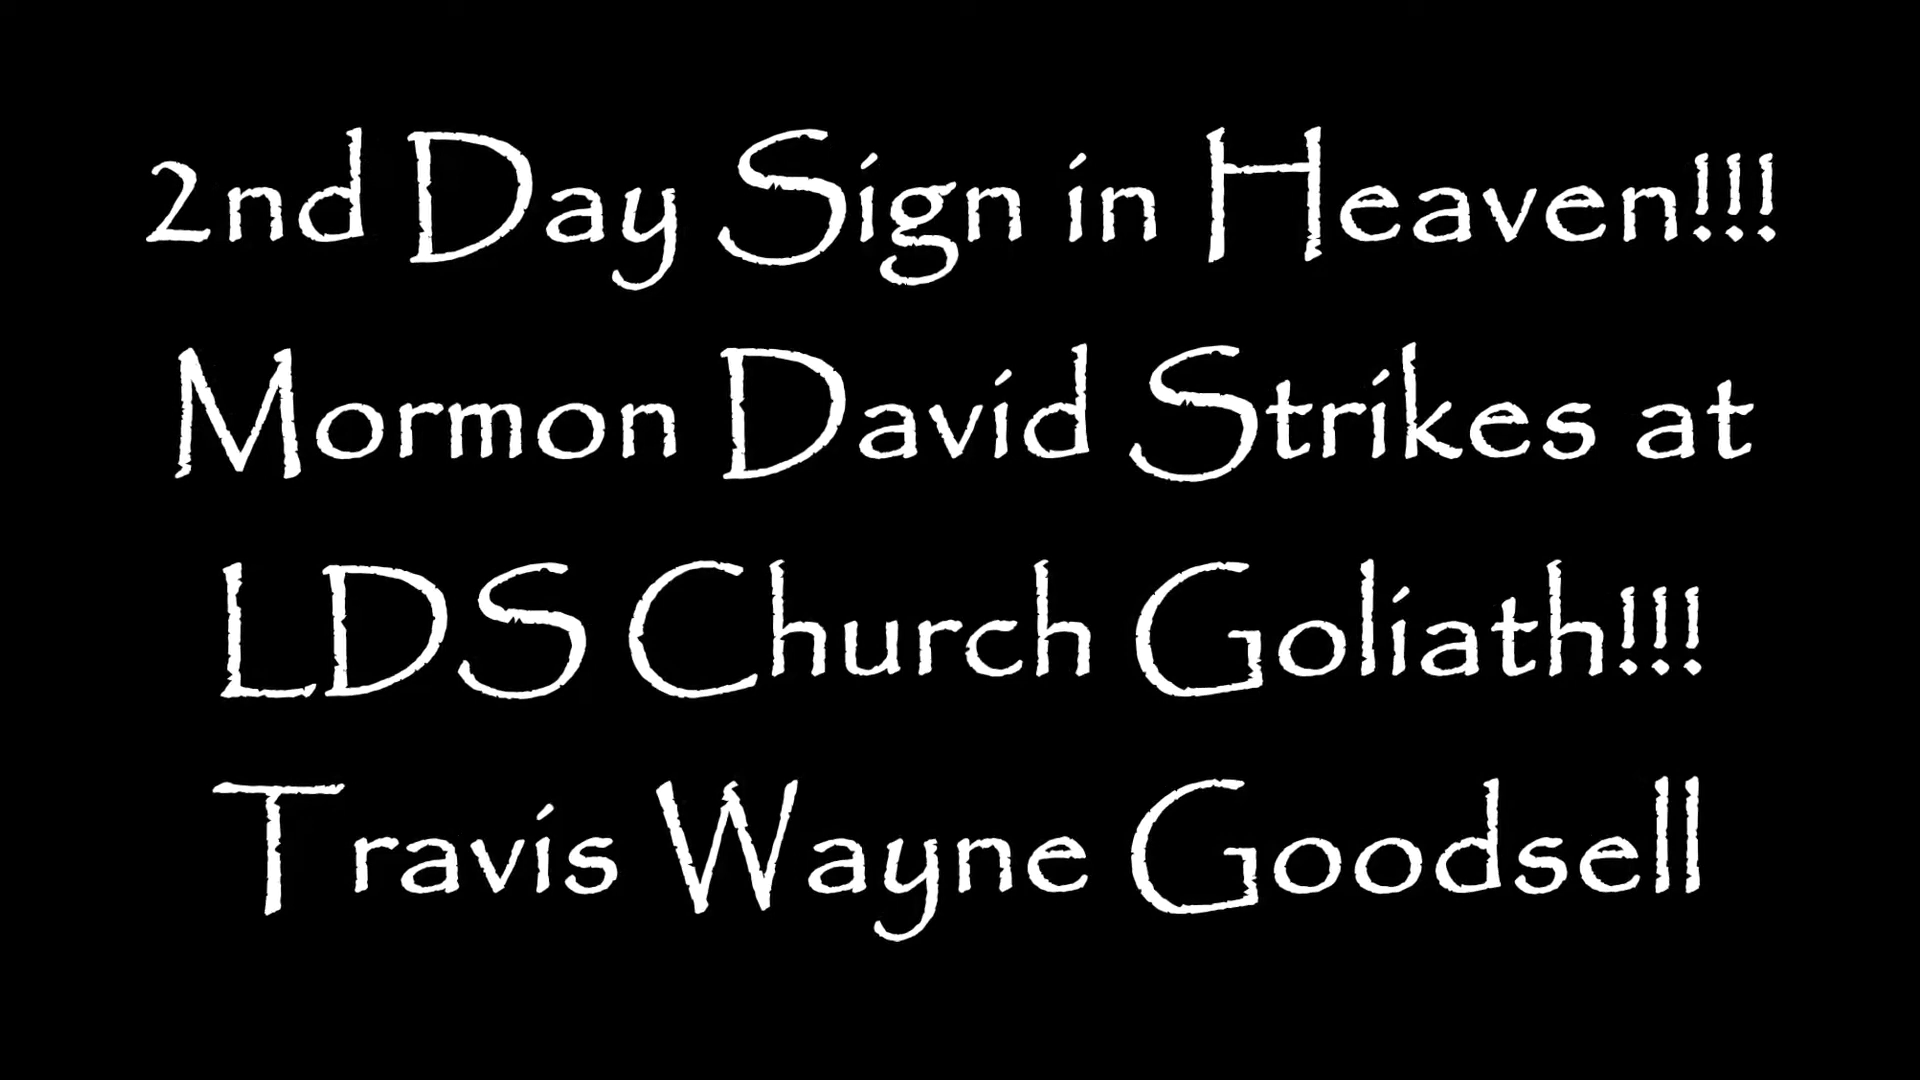 2nd Day Sign in Heaven!!!
Mormon David Strikes at
LDS Church Goliath!!!
Travis Wayne Goodsell